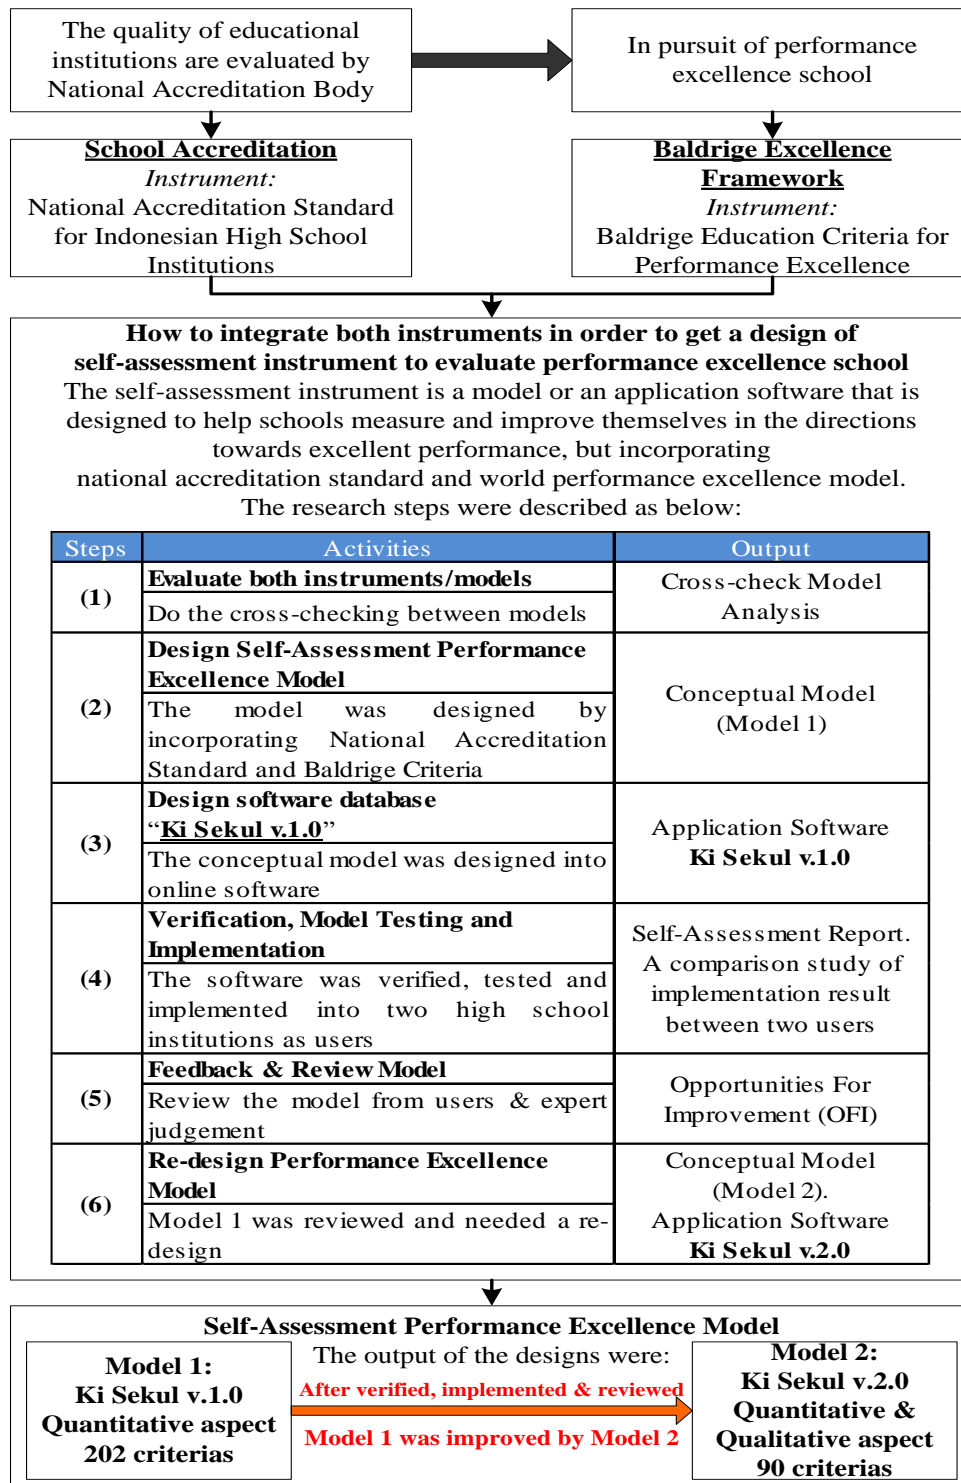 The quality of educational
institutions are evaluated by
National Accreditation Body
In pursuit of performance
excellence school
School Accreditation
Instrument:
National Accreditation Standard
for Indonesian High School
Institutions
Baldrige Excellence
Framework
Instrument:
Baldrige Education Criteria for
Performance Excellence
How to integrate both instruments in order to get a design of
self-assessment instrument to evaluate performance excellence school
The self-assessment instrument is a model or an application software that is
designed to help schools measure and improve themselves in the directions
towards excellent performance, but incorporating
national accreditation standard and world performance excellence model.
The research steps were described as below:
Steps Activities Output
(1)
Evaluate both instruments/models
Do the cross-checking between models
Cross-check Model
Analysis
(2)
Design Self-Assessment Performance
Excellence Model
The model was designed by
incorporating National Accreditation
Standard and Baldrige Criteria
Conceptual Model
(Model 1)
(3)
Design software database
“Ki Sekul v.1.0”
The conceptual model was designed into
online software
Application Software
Ki Sekul v.1.0
(4)
Verification, Model Testing and
Implementation
The software was verified, tested and
implemented into two high school
institutions as users
Self-Assessment Report.
A comparison study of
implementation result
between two users
(5)
Feedback & Review Model
Review the model from users & expert
judgement
Opportunities For
Improvement (OFI)
(6)
Re-design Performance Excellence
Model
Model 1 was reviewed and needed a re-
design
Conceptual Model
(Model 2).
Application Software
Ki Sekul v.2.0
Self-Assessment Performance Excellence Model
The output of the designs were:
Model 1:
Ki Sekul v.1.0
Quantitative aspect
202 criterias
After verified, implemented & reviewed
Model 1 was improved by Model 2
Model 2:
Ki Sekul v.2.0
Quantitative &
Qualitative aspect
90 criterias